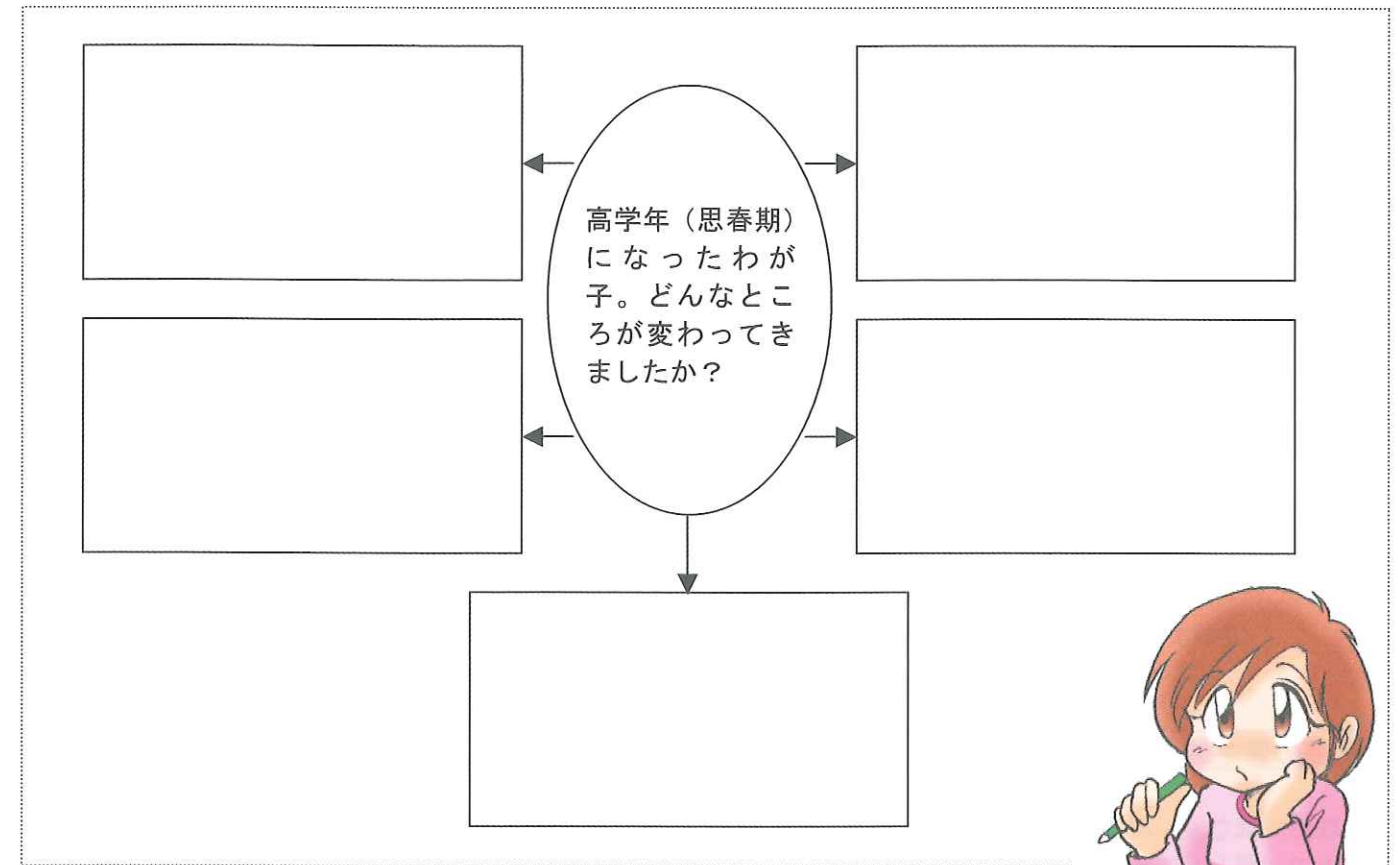 高学年（思春期）
になったわが
子。どんなとこ
ろが変わってき
ましたか？